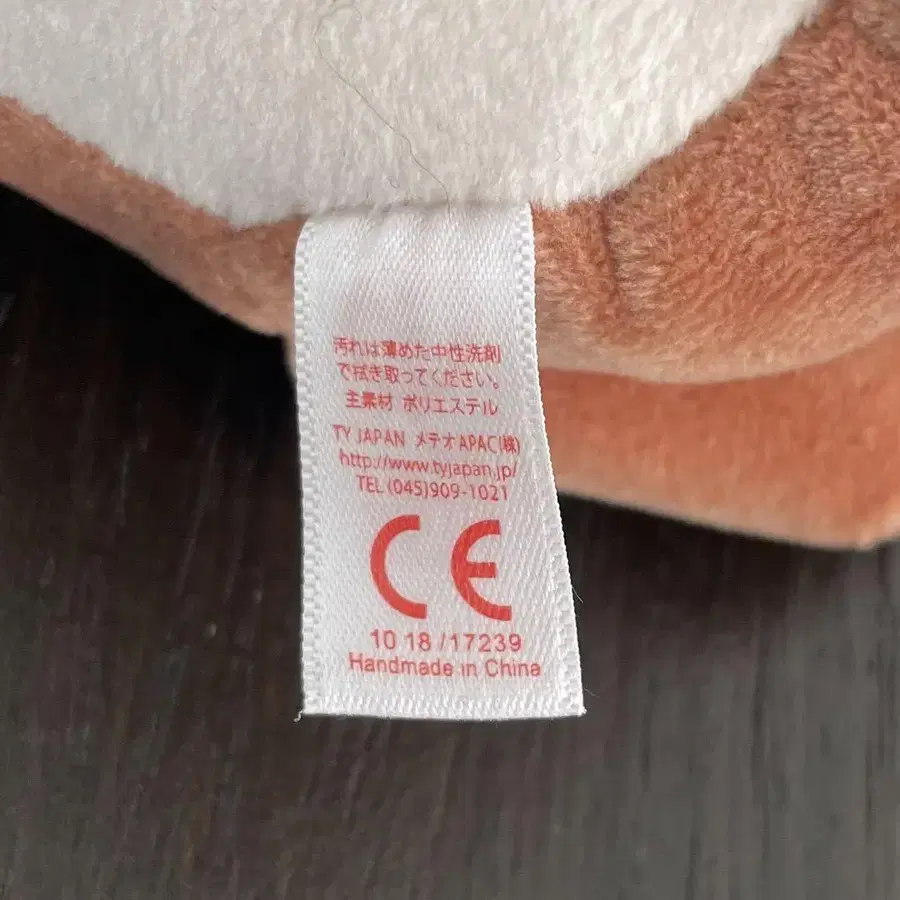 汚れは薄めた中性洗剤
で拭き取ってください。
主素材 ポリエステル
TY JAPAN メテオAPAC(株)
http://www.tyjapan.jp/
TEL (045)909-1021
CE
10 18 /17239
Handmade in China